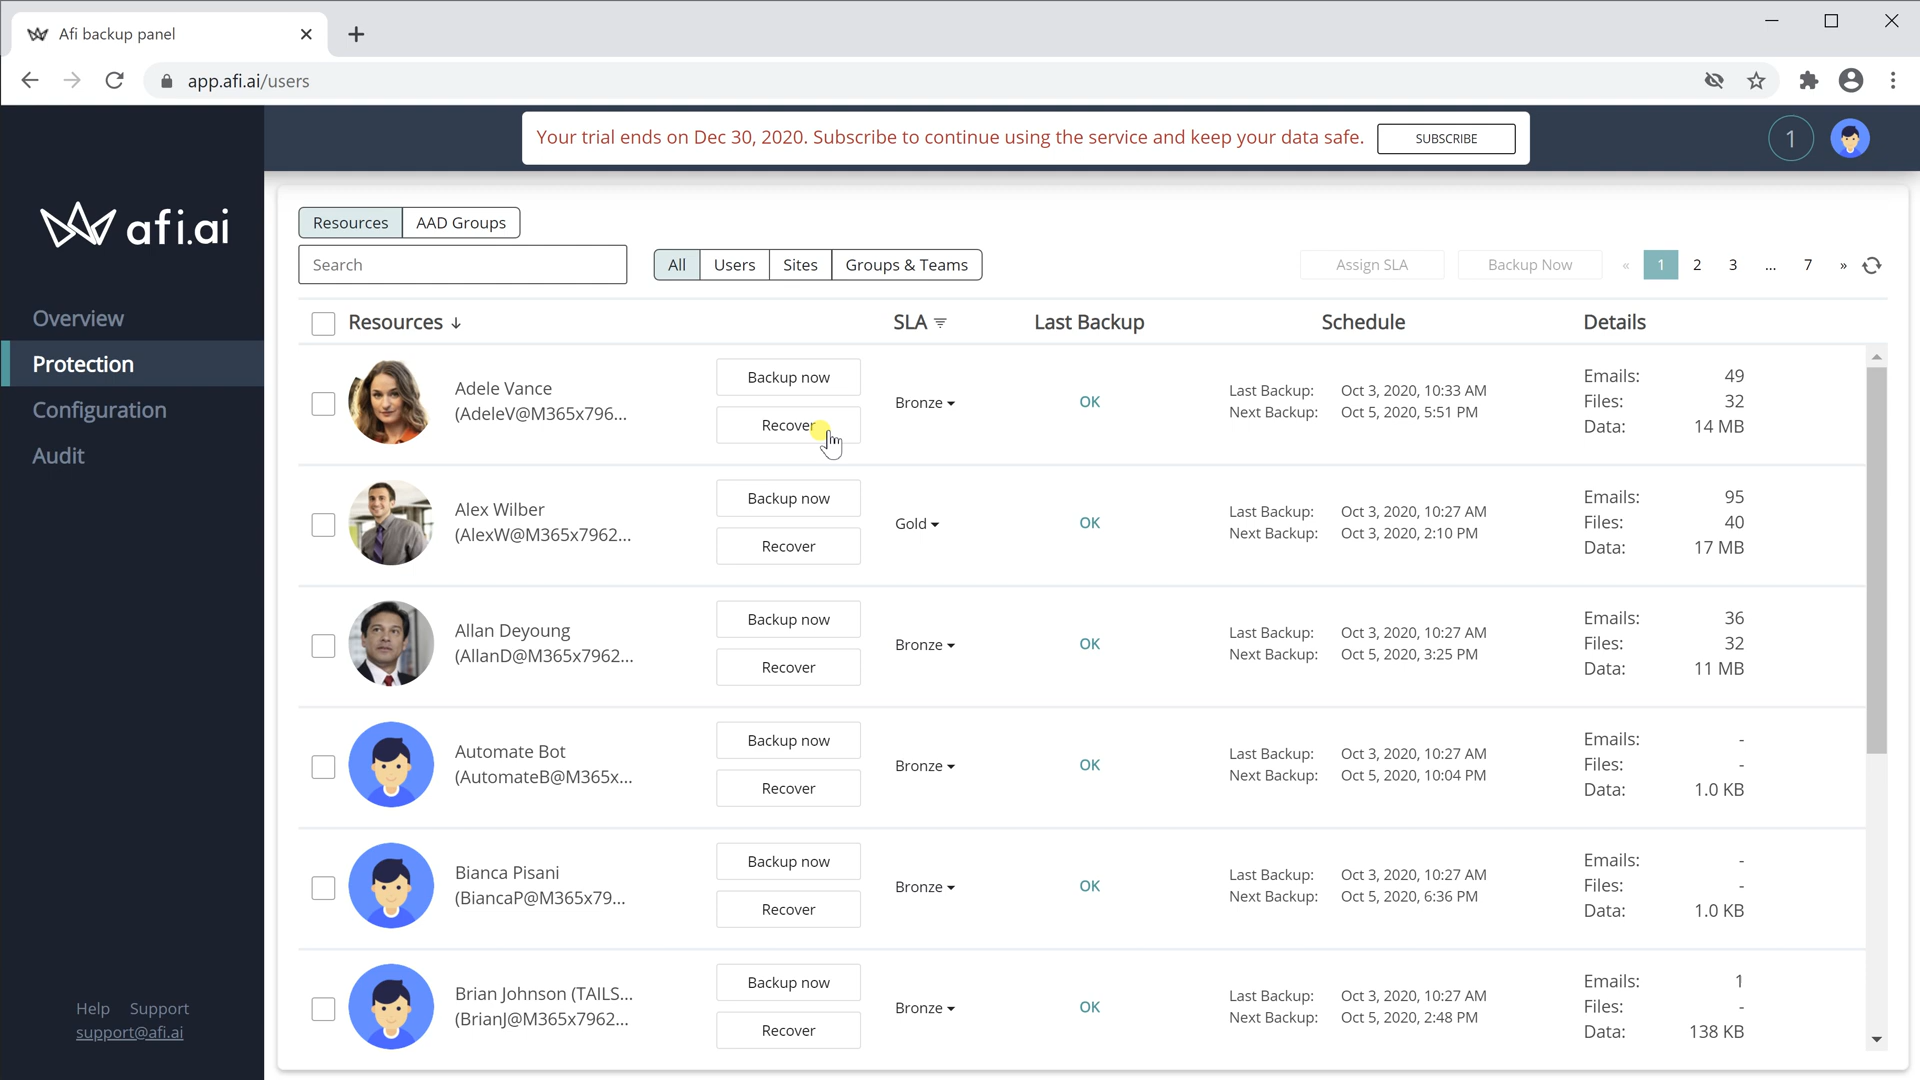 Afi backup panel
app.afi.ai/users
Your trial ends on Dec 30, 2020. Subscribe to continue using the service and keep your data safe. SUBSCRIBE
1
afi.ai
Overview
Protection
Configuration
Audit
Help Support
support@afi.ai
Resources AAD Groups
Search
All Users Sites Groups & Teams
Assign SLA Backup Now « 1 2 3 ... 7 »
Resources SLA Last Backup Schedule Details
Adele Vance
(AdeleV@M365x796...
Backup now
Recover
Bronze
OK
Last Backup: Oct 3, 2020, 10:33 AM
Next Backup: Oct 5, 2020, 5:51 PM
Emails: 49
Files: 32
Data: 14 MB
Alex Wilber
(AlexW@M365x7962...
Backup now
Recover
Gold
OK
Last Backup: Oct 3, 2020, 10:27 AM
Next Backup: Oct 3, 2020, 2:10 PM
Emails: 95
Files: 40
Data: 17 MB
Allan Deyoung
(AllanD@M365x7962...
Backup now
Recover
Bronze
OK
Last Backup: Oct 3, 2020, 10:27 AM
Next Backup: Oct 5, 2020, 3:25 PM
Emails: 36
Files: 32
Data: 11 MB
Automate Bot
(AutomateB@M365x...
Backup now
Recover
Bronze
OK
Last Backup: Oct 3, 2020, 10:27 AM
Next Backup: Oct 5, 2020, 10:04 PM
Emails: -
Files: -
Data: 1.0 KB
Bianca Pisani
(BiancaP@M365x79...
Backup now
Recover
Bronze
OK
Last Backup: Oct 3, 2020, 10:27 AM
Next Backup: Oct 5, 2020, 6:36 PM
Emails: -
Files: -
Data: 1.0 KB
Brian Johnson (TAILS...
(BrianJ@M365x7962...
Backup now
Recover
Bronze
OK
Last Backup: Oct 3, 2020, 10:27 AM
Next Backup: Oct 5, 2020, 2:48 PM
Emails: 1
Files: -
Data: 138 KB